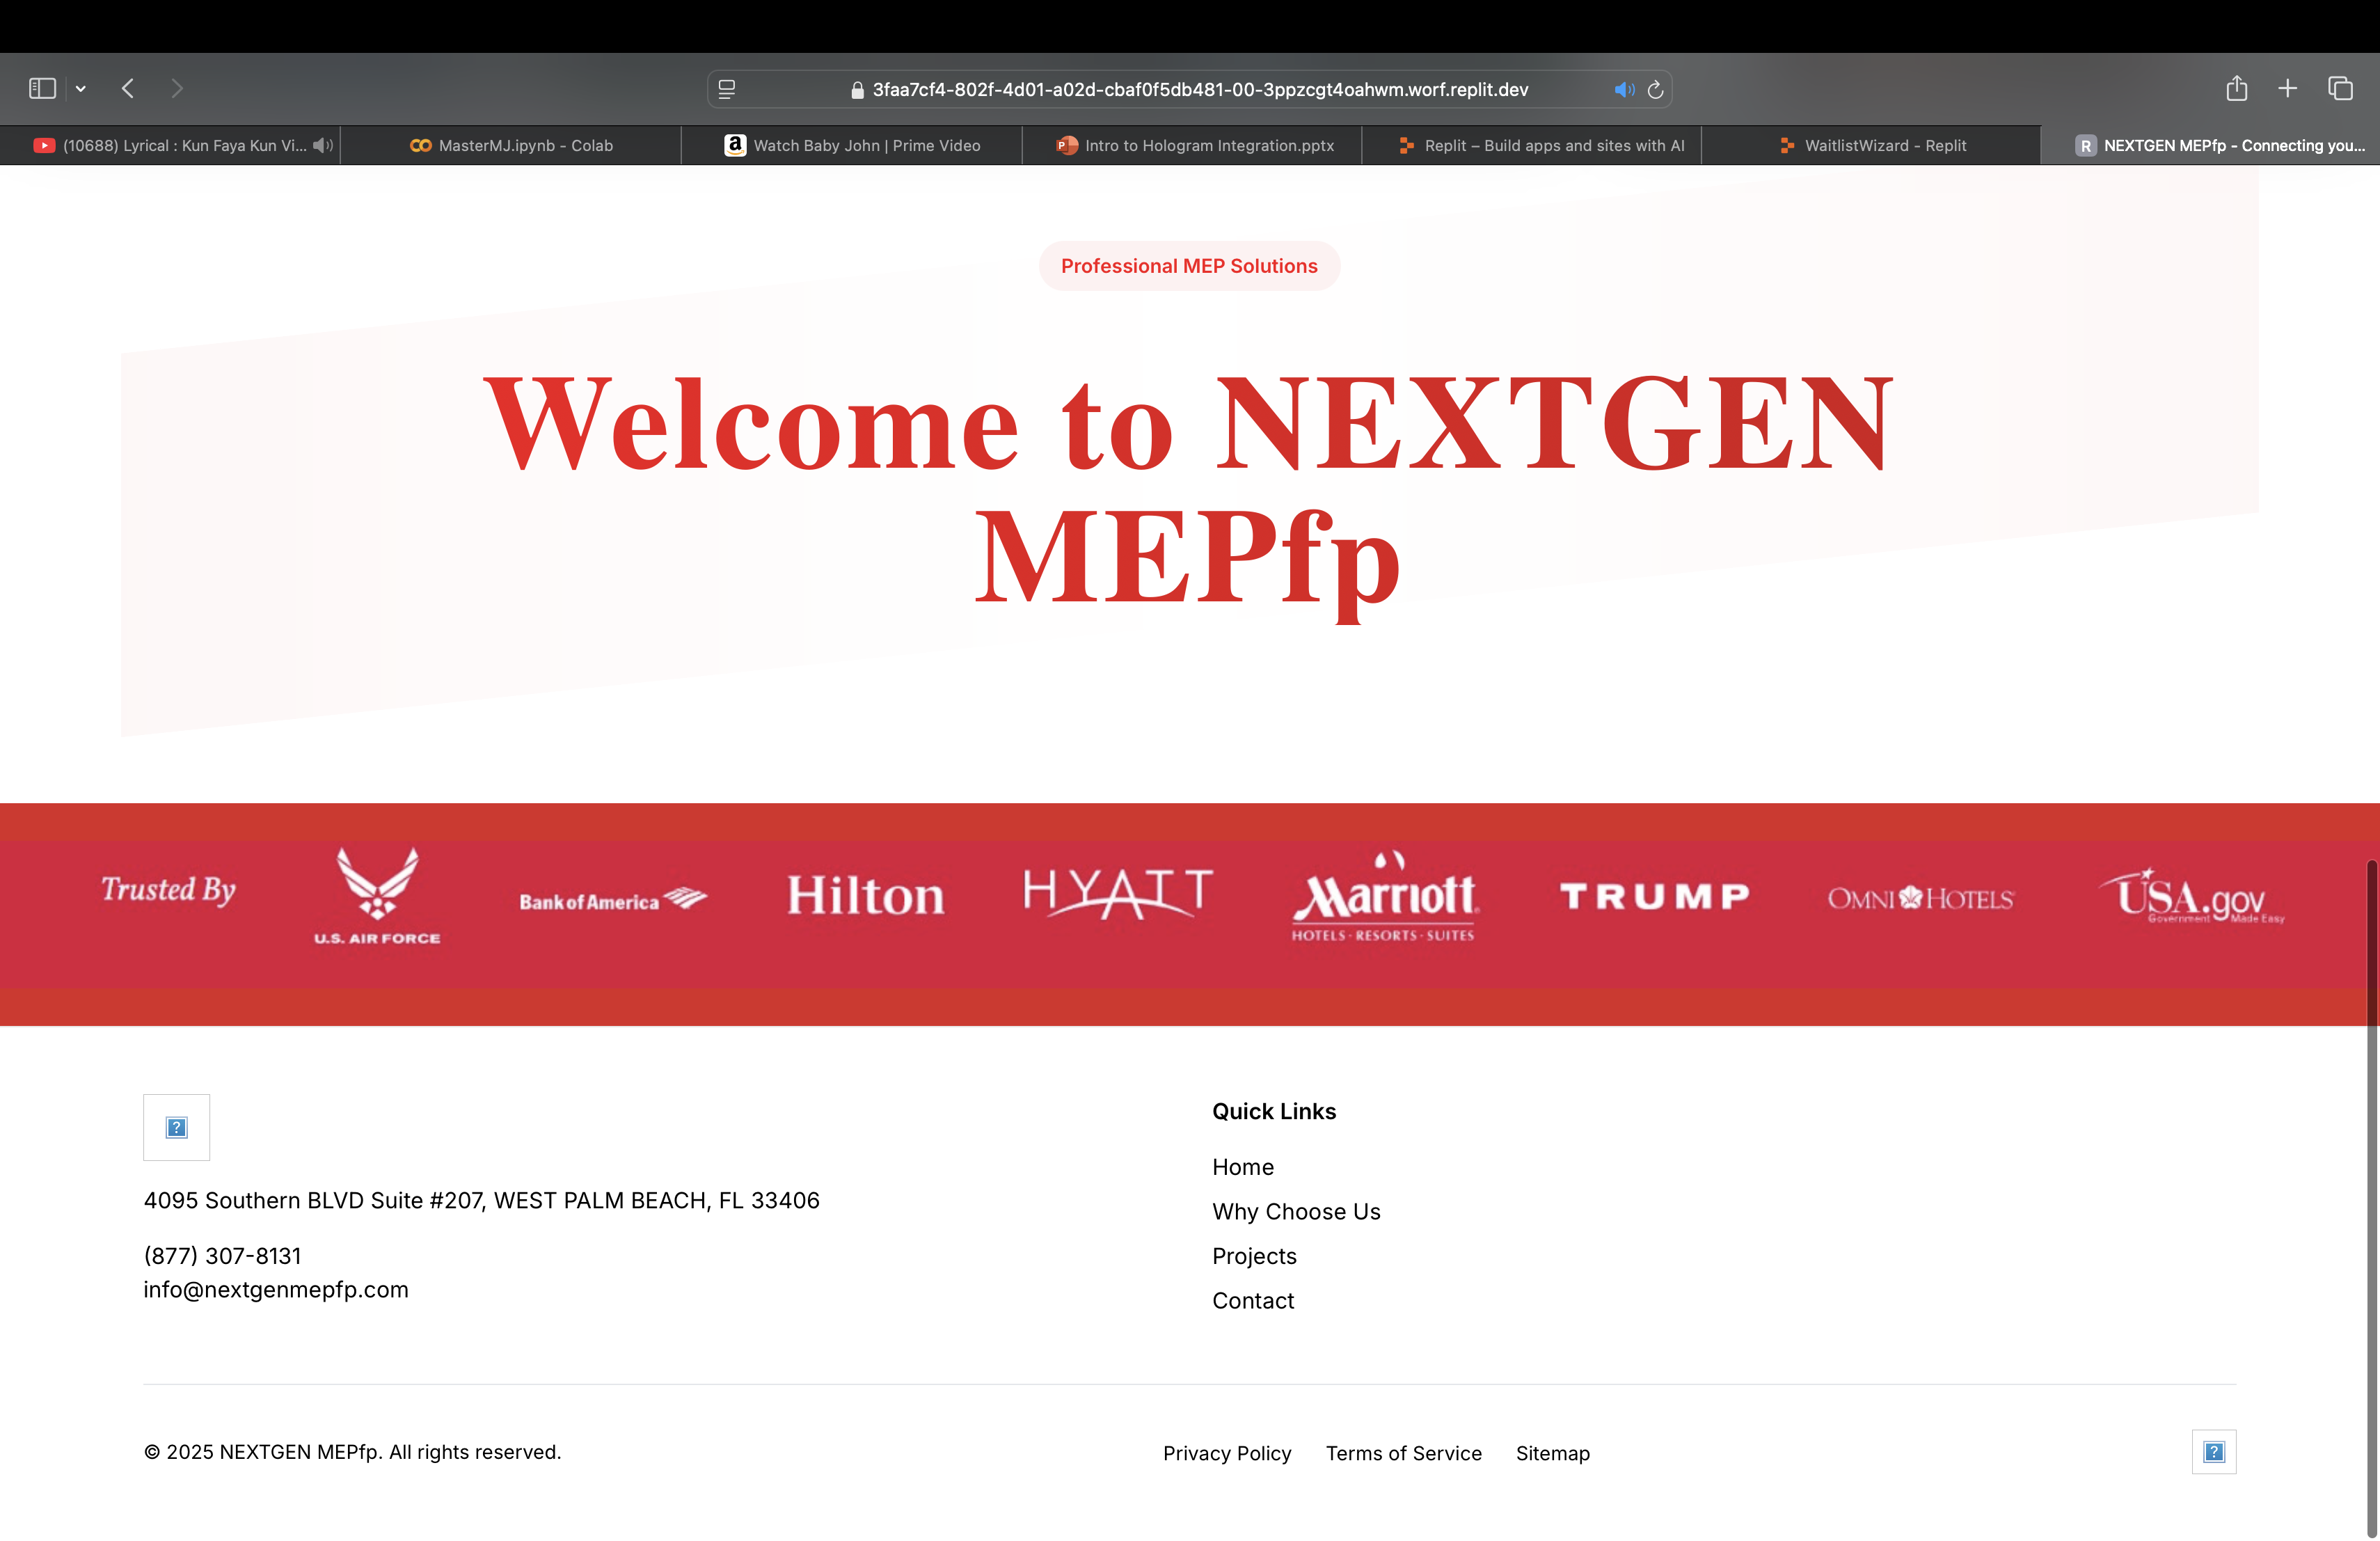 3faa7cf4-802f-4d01-a02d-cbaf0f5db481-00-3ppzcgt4oahwm.worf.replit.dev
(10688) Lyrical : Kun Faya Kun Vi...
MasterMJ.ipynb - Colab
Watch Baby John | Prime Video
Intro to Hologram Integration.pptx
Replit – Build apps and sites with AI
WaitlistWizard - Replit
R NEXTGEN MEPfp - Connecting you...
Professional MEP Solutions
Welcome to NEXTGEN
MEPfp
Trusted By
U.S. AIR FORCE
Bank of America
Hilton
HYATT
Marriott
HOTELS · RESORTS · SUITES
TRUMP
OMNI HOTELS
USA.gov
Government Made Easy
4095 Southern BLVD Suite #207, WEST PALM BEACH, FL 33406
(877) 307-8131
info@nextgenmepfp.com
Quick Links
Home
Why Choose Us
Projects
Contact
© 2025 NEXTGEN MEPfp. All rights reserved.
Privacy Policy
Terms of Service
Sitemap